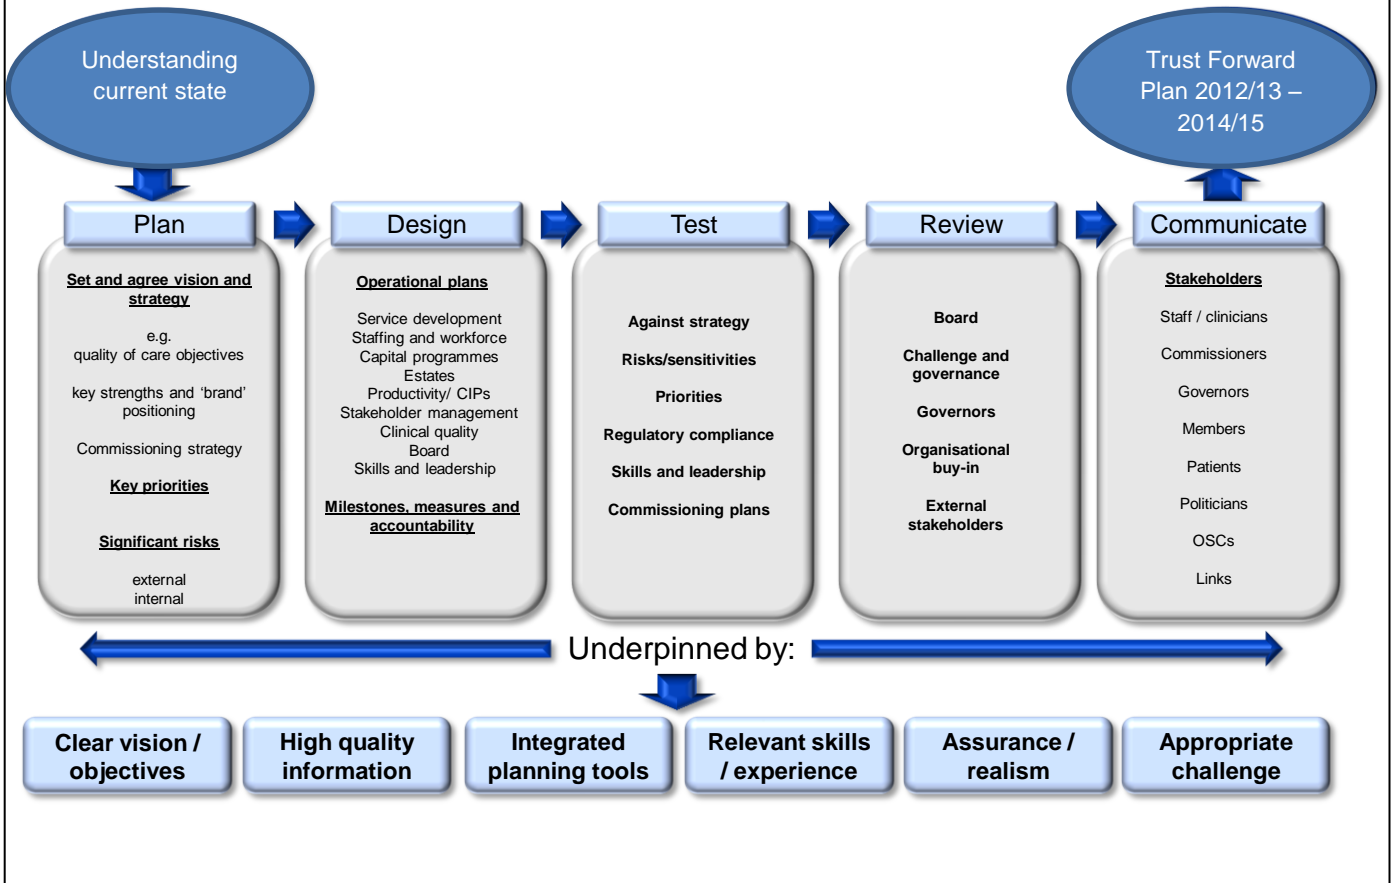 Understanding
current state
Trust Forward
Plan 2012/13 –
2014/15
Plan
Set and agree vision and
strategy
e.g.
quality of care objectives
key strengths and ‘brand’
positioning
Commissioning strategy
Key priorities
Significant risks
external
internal
Design
Operational plans
Service development
Staffing and workforce
Capital programmes
Estates
Productivity/ CIPs
Stakeholder management
Clinical quality
Board
Skills and leadership
Milestones, measures and
accountability
Test
Against strategy
Risks/sensitivities
Priorities
Regulatory compliance
Skills and leadership
Commissioning plans
Review
Board
Challenge and
governance
Governors
Organisational
buy-in
External
stakeholders
Communicate
Stakeholders
Staff / clinicians
Commissioners
Governors
Members
Patients
Politicians
OSCs
Links
Underpinned by:
Clear vision /
objectives
High quality
information
Integrated
planning tools
Relevant skills
/ experience
Assurance /
realism
Appropriate
challenge